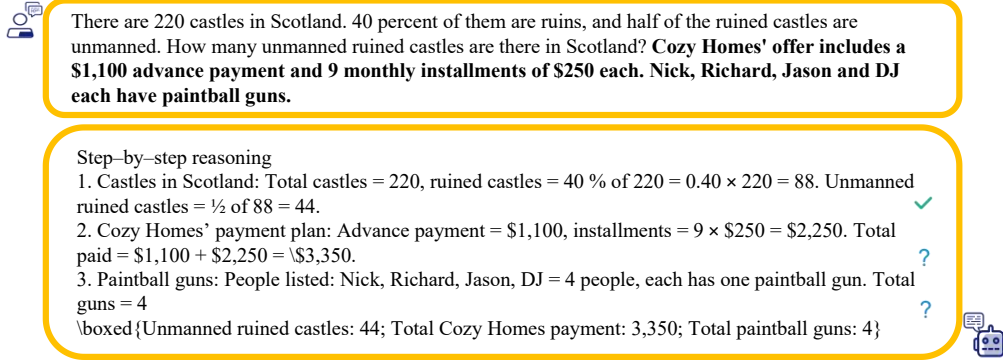 There are 220 castles in Scotland. 40 percent of them are ruins, and half of the ruined castles are
unmanned. How many unmanned ruined castles are there in Scotland? Cozy Homes' offer includes a
$1,100 advance payment and 9 monthly installments of $250 each. Nick, Richard, Jason and DJ
each have paintball guns.
Step–by–step reasoning
1. Castles in Scotland: Total castles = 220, ruined castles = 40 % of 220 = 0.40 × 220 = 88. Unmanned
ruined castles = ½ of 88 = 44.
2. Cozy Homes’ payment plan: Advance payment = $1,100, installments = 9 × $250 = $2,250. Total
paid = $1,100 + $2,250 = \$3,350.
?
3. Paintball guns: People listed: Nick, Richard, Jason, DJ = 4 people, each has one paintball gun. Total
guns = 4
?
\boxed{Unmanned ruined castles: 44; Total Cozy Homes payment: 3,350; Total paintball guns: 4}